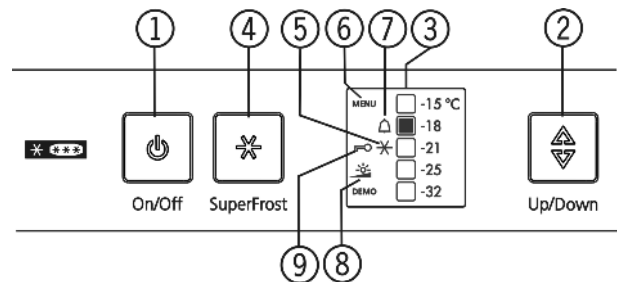 1 4 5 6 7 3 2
MENU
-15 °C
-18
-21
-25
DEMO -32
On/Off SuperFrost Up/Down
9 8